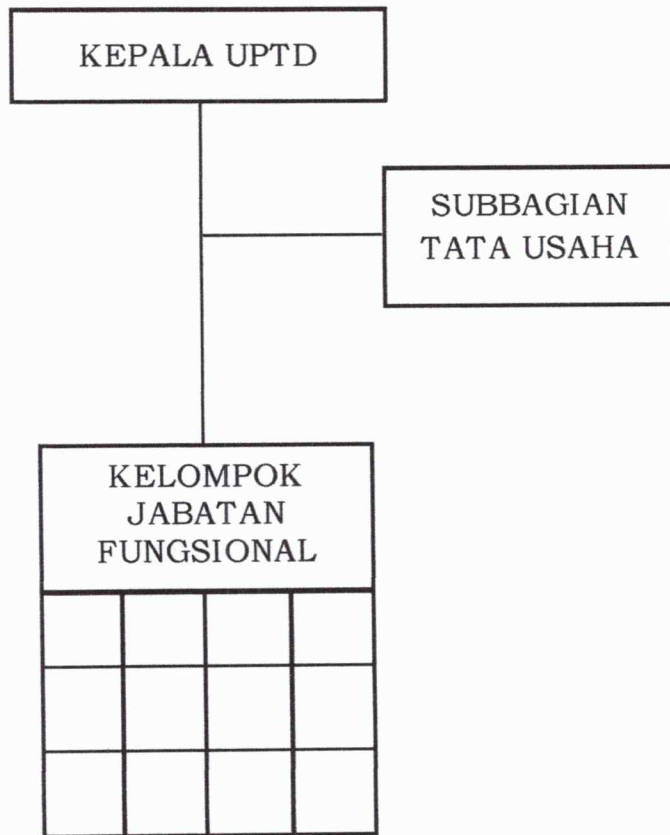 KEPALA UPTD
SUBBAGIAN
TATA USAHA
KELOMPOK
JABATAN
FUNGSIONAL